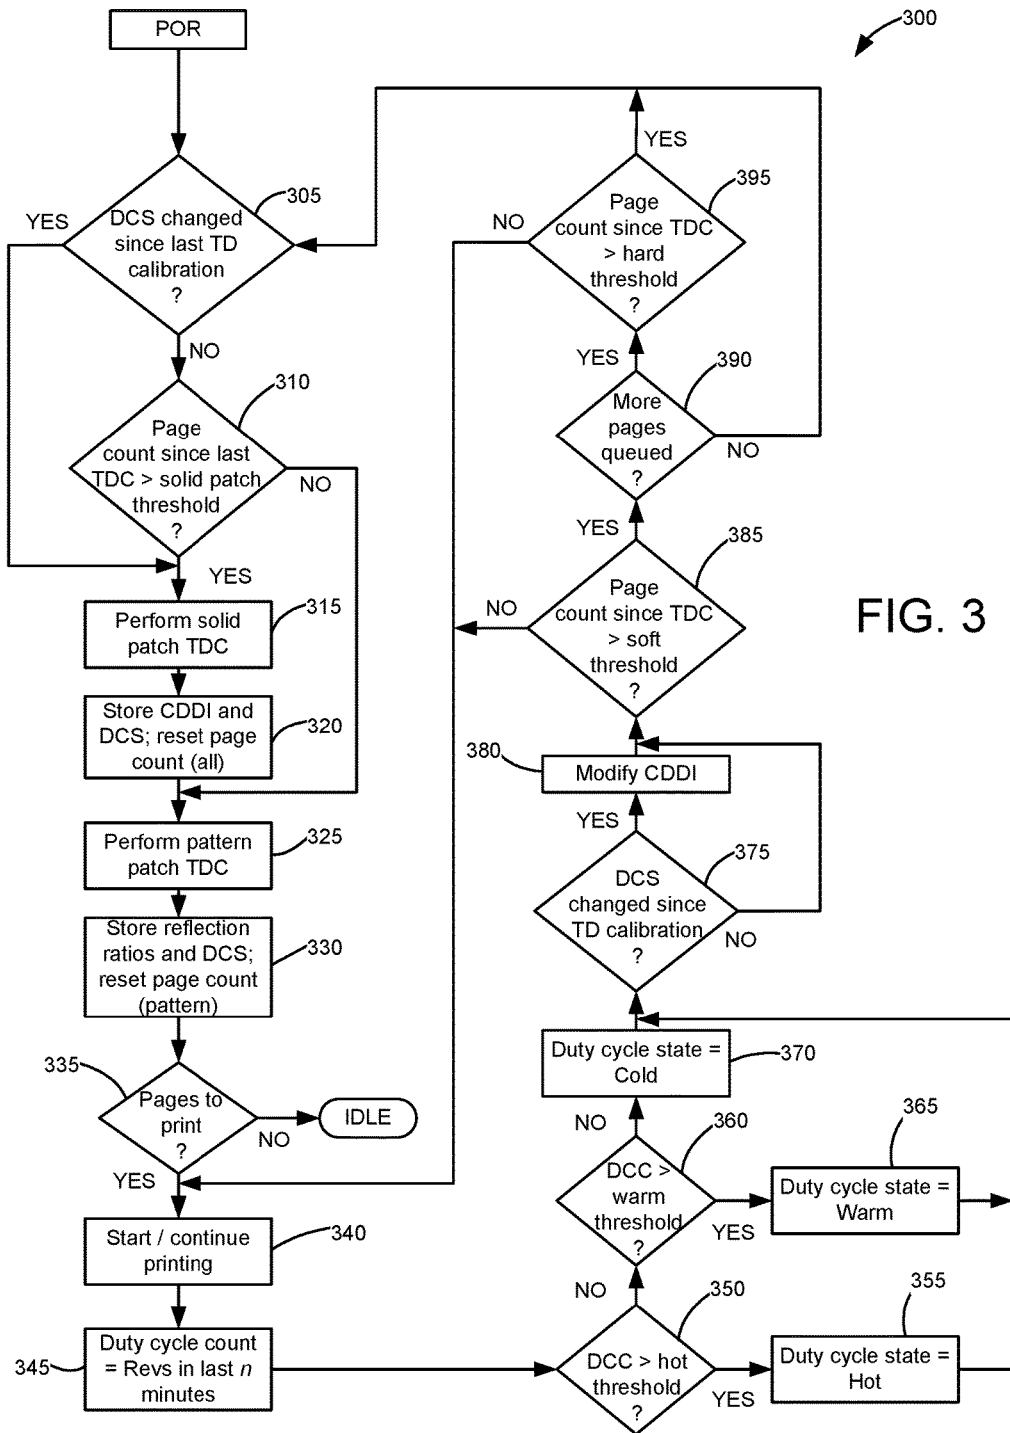 POR
300
305
YES
DCS changed
since last TD
calibration
?
NO
310
Page
count since last
TDC > solid patch
threshold
?
NO
YES
Perform solid
patch TDC
315
Store CDDI and
DCS; reset page
count (all)
320
Perform pattern
patch TDC
325
Store reflection
ratios and DCS;
reset page count
(pattern)
330
335
Pages to
print
?
NO
IDLE
YES
Start / continue
printing
340
345
Duty cycle count
= Revs in last n
minutes
YES
395
NO
Page
count since TDC
> hard
threshold
?
YES
390
More
pages
queued
?
NO
YES
385
NO
Page
count since TDC
> soft
threshold
?
FIG. 3
380
Modify CDDI
YES
375
DCS
changed since
TD calibration
?
NO
Duty cycle state =
Cold
370
NO
360
DCC >
warm
threshold
?
YES
365
Duty cycle state =
Warm
NO
350
DCC > hot
threshold
?
YES
355
Duty cycle state =
Hot